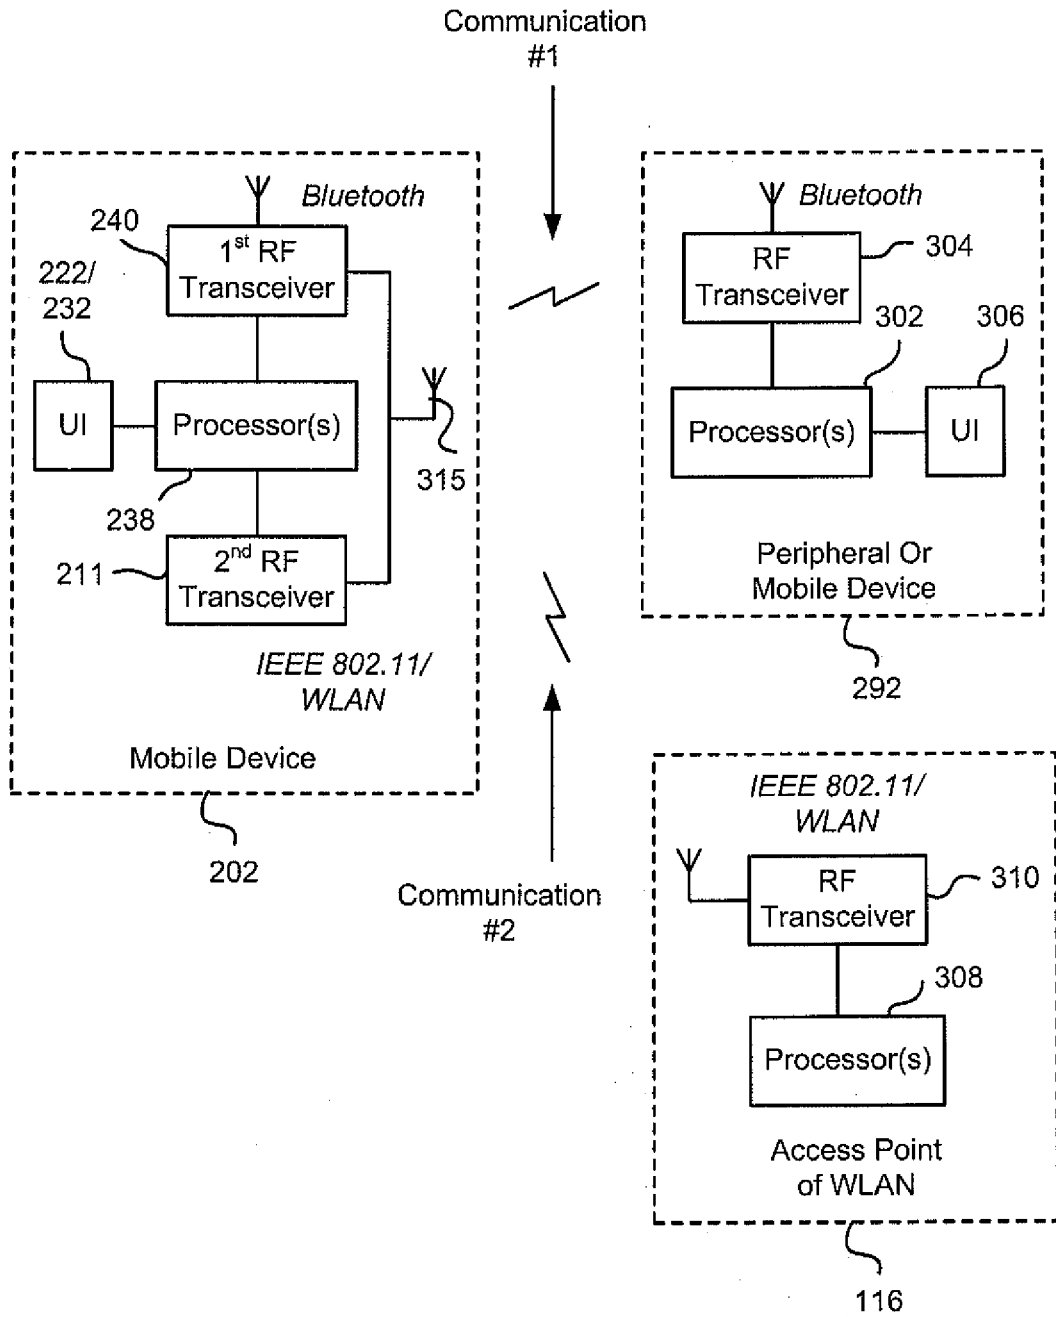 Communication
#1
Bluetooth
240
1st RF
Transceiver
222/
232
UI
Processor(s)
315
238
211
2nd RF
Transceiver
IEEE 802.11/
WLAN
Mobile Device
202
Bluetooth
RF
Transceiver
304
302
306
Processor(s)
UI
Peripheral Or
Mobile Device
292
Communication
#2
IEEE 802.11/
WLAN
RF
Transceiver
310
308
Processor(s)
Access Point
of WLAN
116